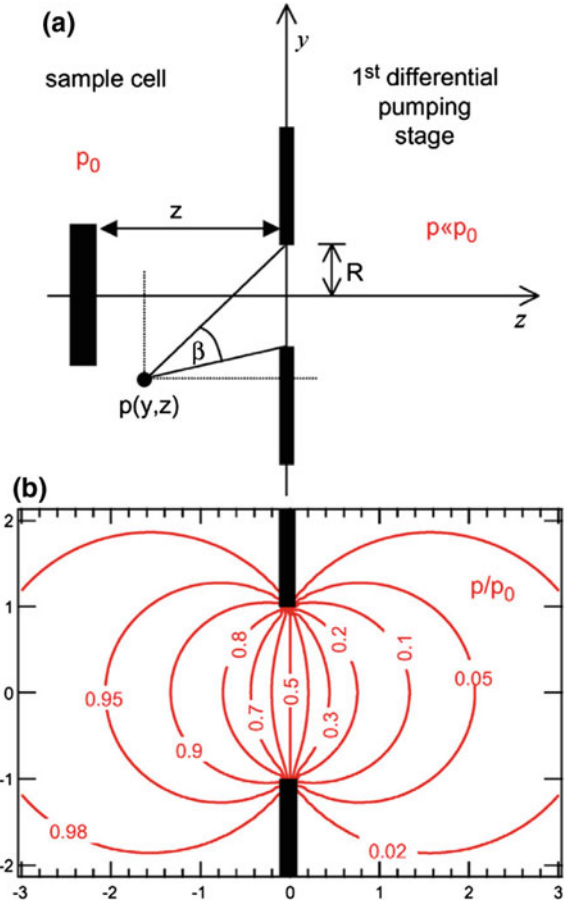 (a)
y
sample cell
1st differential
pumping
stage
p0
z
p«p0
R
z
β
p(y,z)
(b)
2
p/p0
1
0.8
0.2
0.1
0
0.95
0.7
0.5
0.3
0.05
0.9
-1
0.98
0.02
-2
-3 -2 -1 0 1 2 3